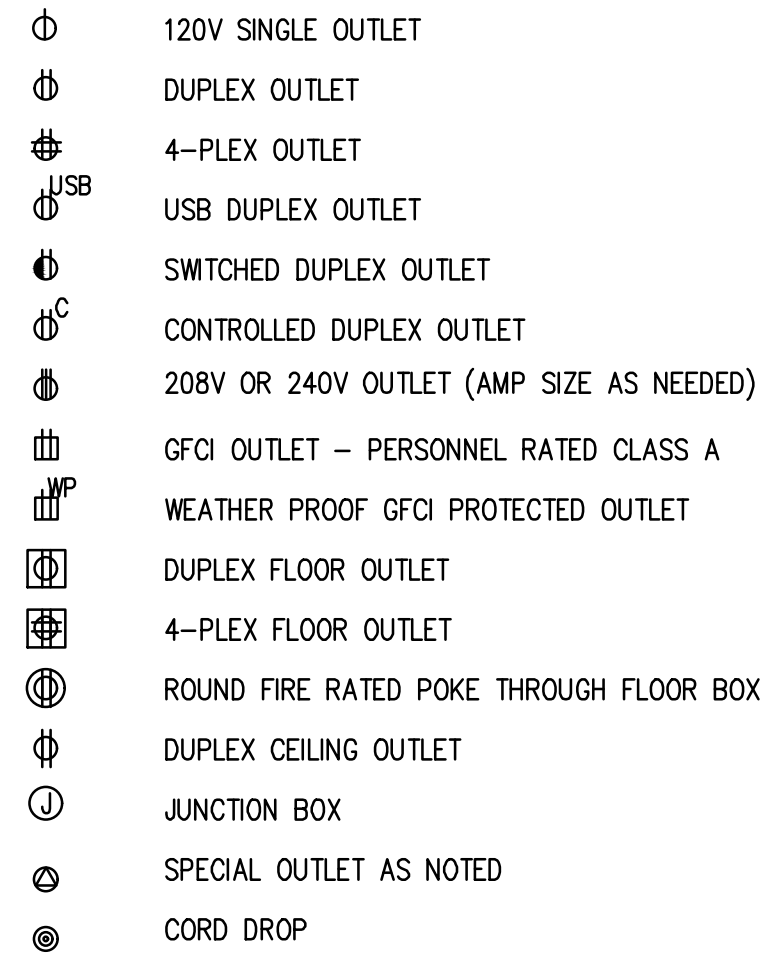 120V SINGLE OUTLET
DUPLEX OUTLET
4-PLEX OUTLET
USB
USB DUPLEX OUTLET
SWITCHED DUPLEX OUTLET
C
CONTROLLED DUPLEX OUTLET
208V OR 240V OUTLET (AMP SIZE AS NEEDED)
GFCI OUTLET - PERSONNEL RATED CLASS A
WP
WEATHER PROOF GFCI PROTECTED OUTLET
DUPLEX FLOOR OUTLET
4-PLEX FLOOR OUTLET
ROUND FIRE RATED POKE THROUGH FLOOR BOX
DUPLEX CEILING OUTLET
J JUNCTION BOX
SPECIAL OUTLET AS NOTED
CORD DROP